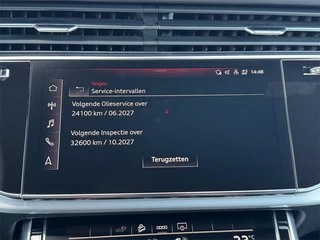 14:48
Wagen
Service-intervallen
Volgende Olieservice over
24100 km / 06.2027
Volgende Inspectie over
32600 km / 10.2027
Terugzetten